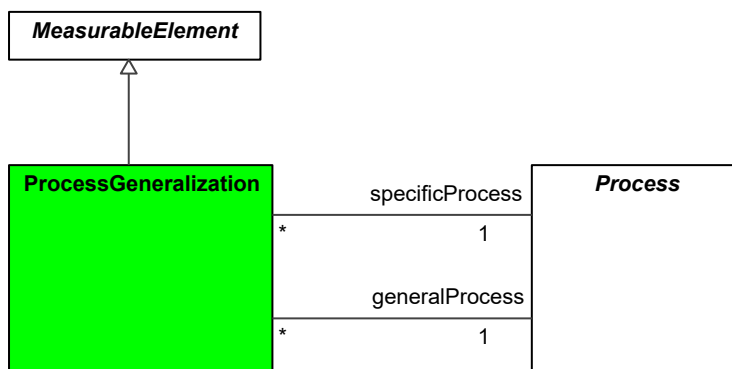 MeasurableElement
ProcessGeneralization
Process
specificProcess
* 1
generalProcess
* 1